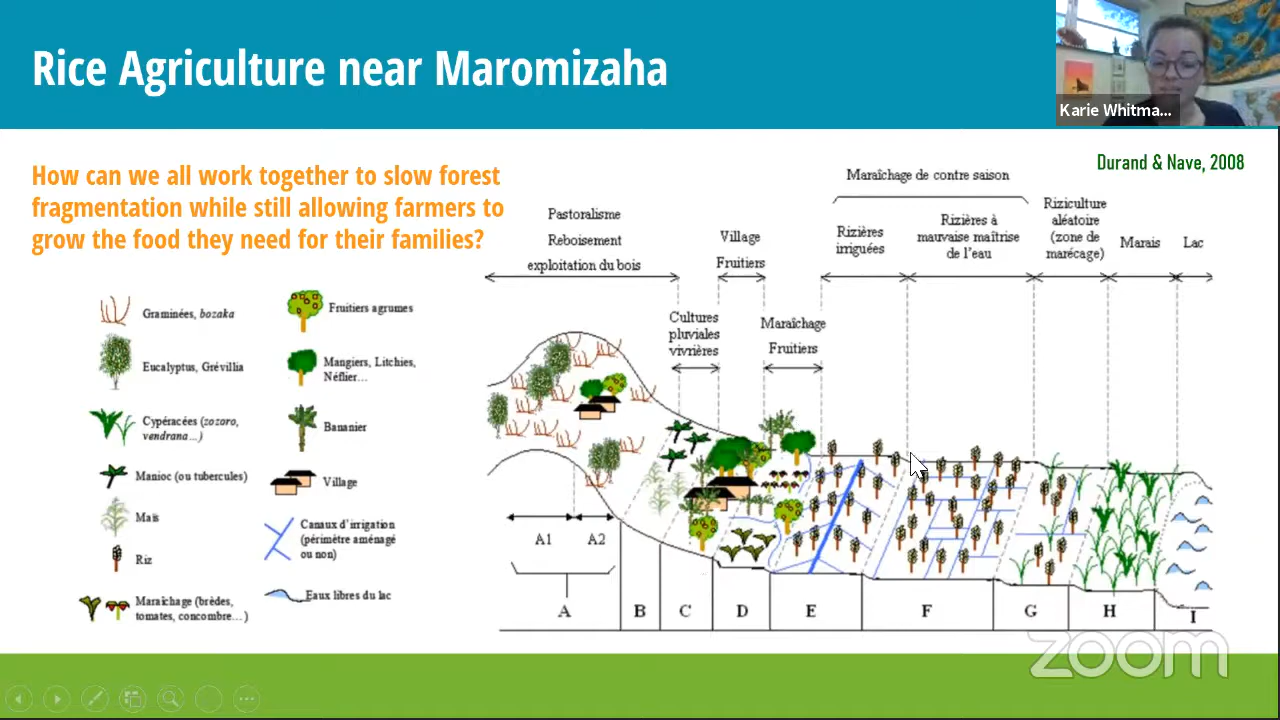 Rice Agriculture near Maromizaha
Karie Whitma...
How can we all work together to slow forest
fragmentation while still allowing farmers to
grow the food they need for their families?
Durand & Nave, 2008
Maraîchage de contre saison
Pastoralisme
Reboisement
exploitation du bois
Village
Fruitiers
Rizières
irriguées
Rizières à
mauvaise maîtrise
de l'eau
Riziculture
aléatoire
(zone de
marécage)
Marais
Lac
Cultures
pluviales
vivrières
Maraîchage
Fruitiers
Graminées, bozaka
Eucalyptus, Grévillia
Cypéracées (zozoro,
vendrana...)
Manioc (ou tubercules)
Maïs
Riz
Maraîchage (brèdes,
tomates, concombre...)
Fruitiers agrumes
Mangiers, Litchies,
Néflier...
Bananier
Village
Canaux d'irrigation
(périmètre aménagé
ou non)
Eaux libres du lac
A1
A2
A
B
C
D
E
F
G
H
I
zoom